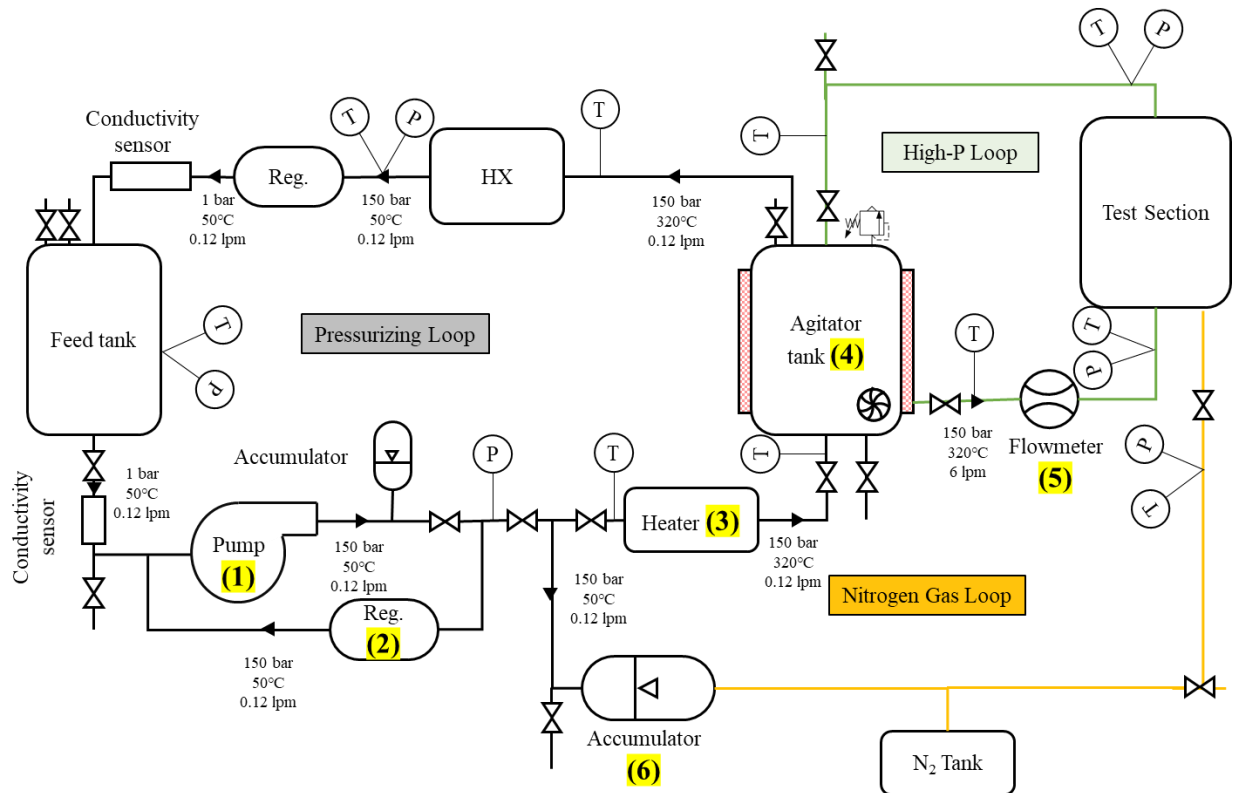 T
P
Conductivity
sensor
T
P
T
T
High-P Loop
Reg.
HX
Test Section
1 bar
50°C
0.12 lpm
150 bar
50°C
0.12 lpm
150 bar
320°C
0.12 lpm
Feed tank
T
P
Pressurizing Loop
Agitator
tank (4)
T
T
P
Flowmeter
(5)
150 bar
320°C
6 lpm
P
T
Conductivity
sensor
1 bar
50°C
0.12 lpm
Accumulator
P
T
T
Pump
(1)
150 bar
50°C
0.12 lpm
Heater (3)
150 bar
320°C
0.12 lpm
Reg.
(2)
150 bar
50°C
0.12 lpm
150 bar
50°C
0.12 lpm
Nitrogen Gas Loop
Accumulator
(6)
N₂ Tank